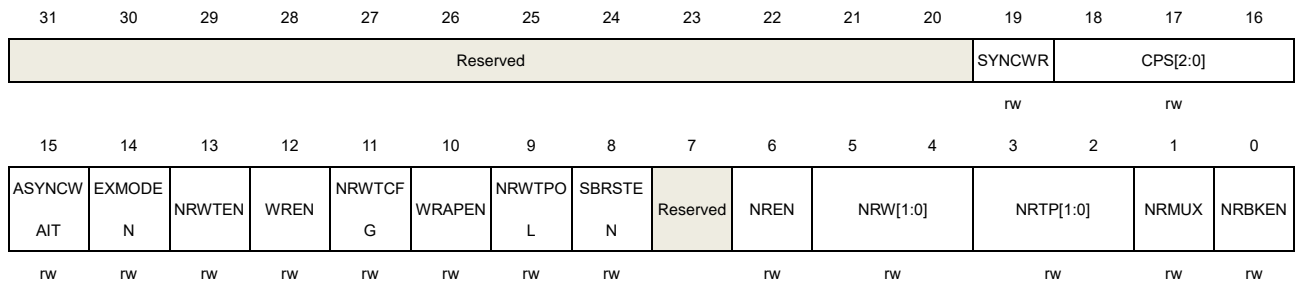 31 30 29 28 27 26 25 24 23 22 21 20 19 18 17 16
Reserved SYNCWR CPS[2:0]
rw rw
15 14 13 12 11 10 9 8 7 6 5 4 3 2 1 0
ASYNCW EXMODE NRWTCF NRWTPO SBRSTE
NRWTEN WREN WRAPEN Reserved NREN NRW[1:0] NRTP[1:0] NRMUX NRBKEN
AIT N G L N
rw rw rw rw rw rw rw rw rw rw rw rw rw